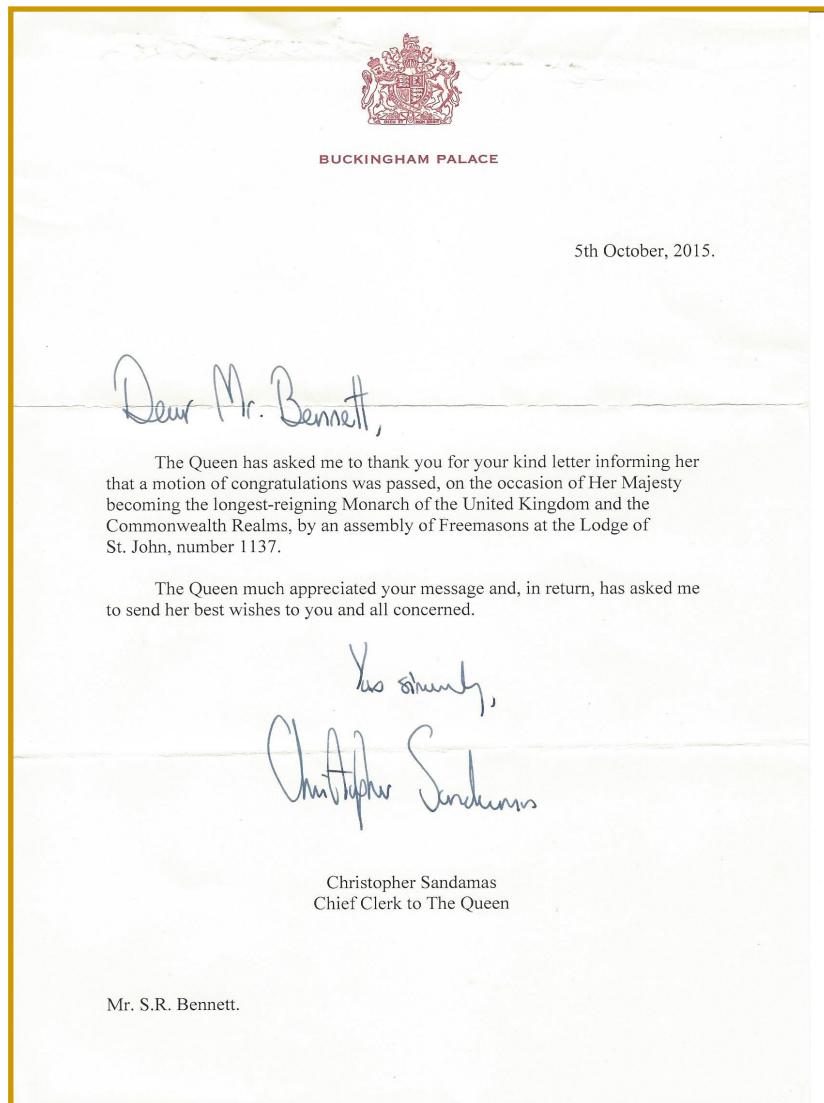 BUCKINGHAM PALACE
5th October, 2015.
Dear Mr. Bennett,
The Queen has asked me to thank you for your kind letter informing her
that a motion of congratulations was passed, on the occasion of Her Majesty
becoming the longest-reigning Monarch of the United Kingdom and the
Commonwealth Realms, by an assembly of Freemasons at the Lodge of
St. John, number 1137.
The Queen much appreciated your message and, in return, has asked me
to send her best wishes to you and all concerned.
Yours sincerely,
Christopher Sandamas
Christopher Sandamas
Chief Clerk to The Queen
Mr. S.R. Bennett.